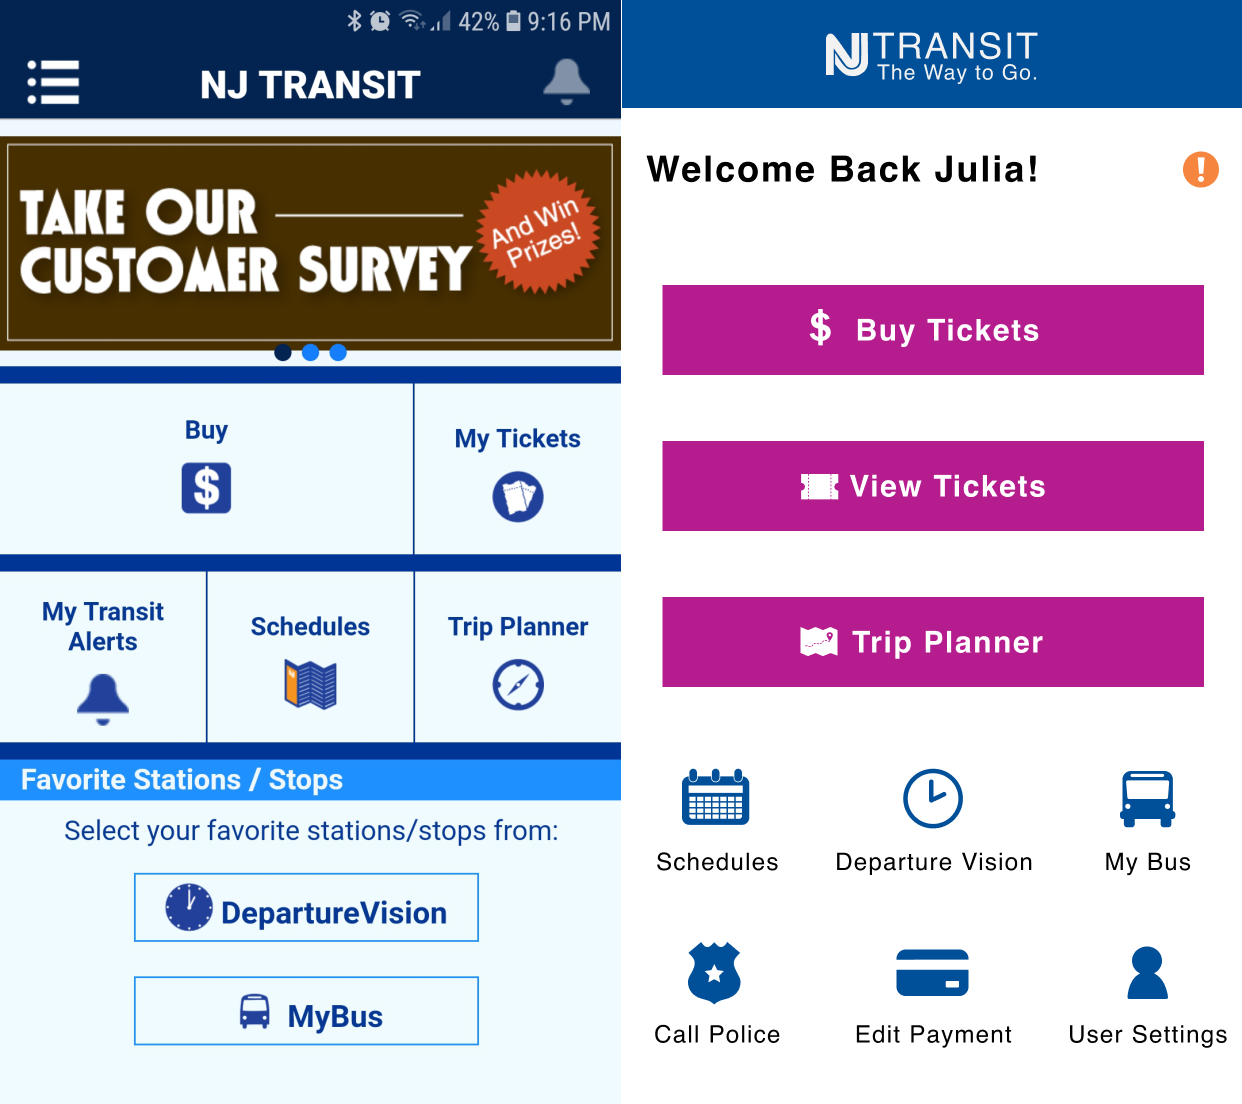 42% 9:16 PM
NJ TRANSIT
TAKE OUR
CUSTOMER SURVEY
And Win
Prizes!
Buy
$
My Tickets
My Transit
Alerts
Schedules
Trip Planner
Favorite Stations / Stops
Select your favorite stations/stops from:
DepartureVision
MyBus
NJ TRANSIT
The Way to Go.
Welcome Back Julia!
!
$ Buy Tickets
View Tickets
Trip Planner
Schedules
Departure Vision
My Bus
Call Police
Edit Payment
User Settings